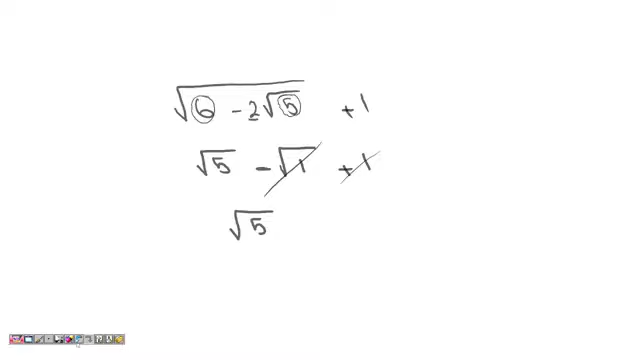 √(6 - 2√5) + 1
√5 - √1 + 1
√5